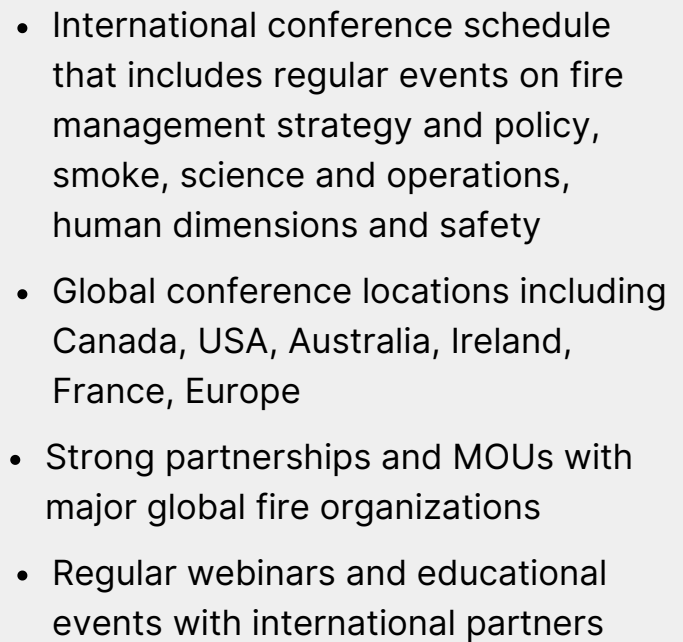 • International conference schedule
that includes regular events on fire
management strategy and policy,
smoke, science and operations,
human dimensions and safety
• Global conference locations including
Canada, USA, Australia, Ireland,
France, Europe
• Strong partnerships and MOUs with
major global fire organizations
• Regular webinars and educational
events with international partners